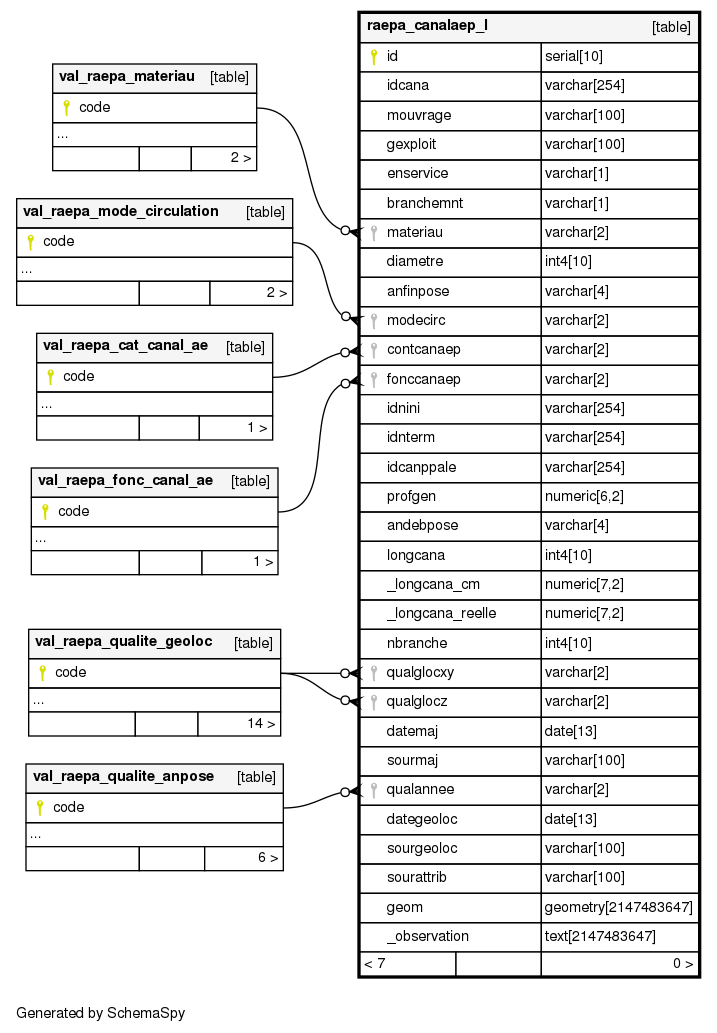 val_raepa_materiau [table]
code
...
2 >
val_raepa_mode_circulation [table]
code
...
2 >
val_raepa_cat_canal_ae [table]
code
...
1 >
val_raepa_fonc_canal_ae [table]
code
...
1 >
val_raepa_qualite_geoloc [table]
code
...
14 >
val_raepa_qualite_anpose [table]
code
...
6 >
raepa_canalaep_l [table]
id serial[10]
idcana varchar[254]
mouvrage varchar[100]
gexploit varchar[100]
enservice varchar[1]
branchemnt varchar[1]
materiau varchar[2]
diametre int4[10]
anfinpose varchar[4]
modecirc varchar[2]
contcanaep varchar[2]
fonccanaep varchar[2]
idnini varchar[254]
idnterm varchar[254]
idcanppale varchar[254]
profgen numeric[6,2]
andebpose varchar[4]
longcana int4[10]
_longcana_cm numeric[7,2]
_longcana_reelle numeric[7,2]
nbranche int4[10]
qualglocxy varchar[2]
qualglocz varchar[2]
datemaj date[13]
sourmaj varchar[100]
qualannee varchar[2]
dategeoloc date[13]
sourgeoloc varchar[100]
sourattrib varchar[100]
geom geometry[2147483647]
_observation text[2147483647]
< 7 0 >
Generated by SchemaSpy